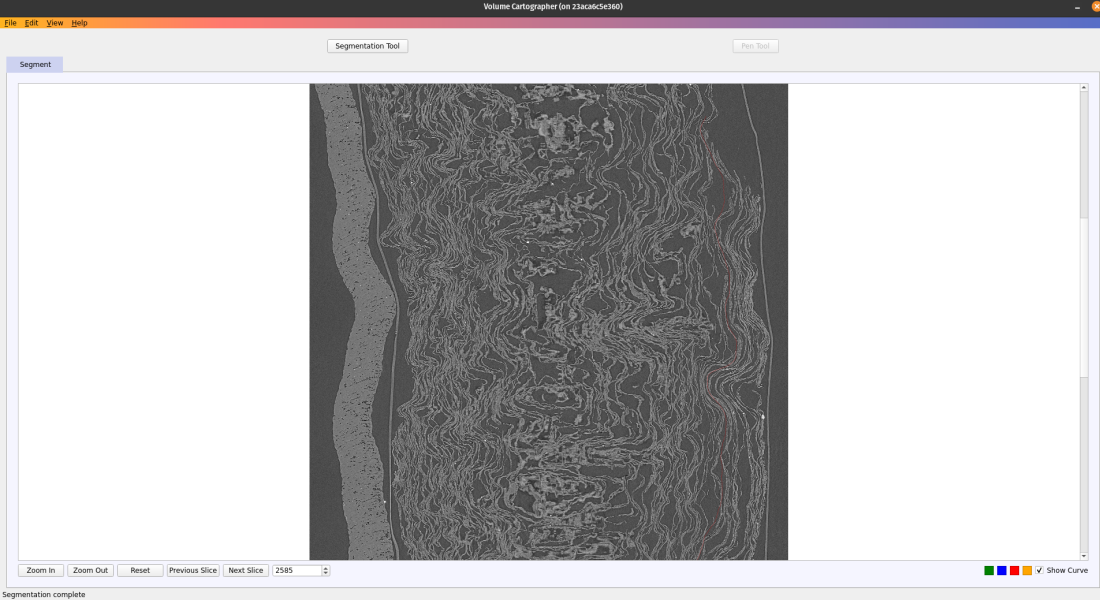 Volume Cartographer (on 23aca6c5e360)
File Edit View Help
Segmentation Tool Pen Tool
Segment
Zoom In Zoom Out Reset Previous Slice Next Slice 2585 Show Curve
Segmentation complete